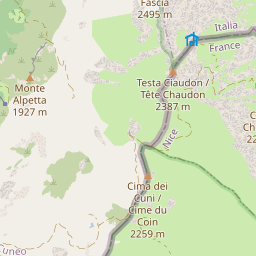 Fascia
2495 m
Italia
France
Monte
Alpetta
1927 m
Testa Ciaudon /
Tête Chaudon
2387 m
Nice
Cima dei
Cuni /
Cime du
Coin
2259 m
uneo